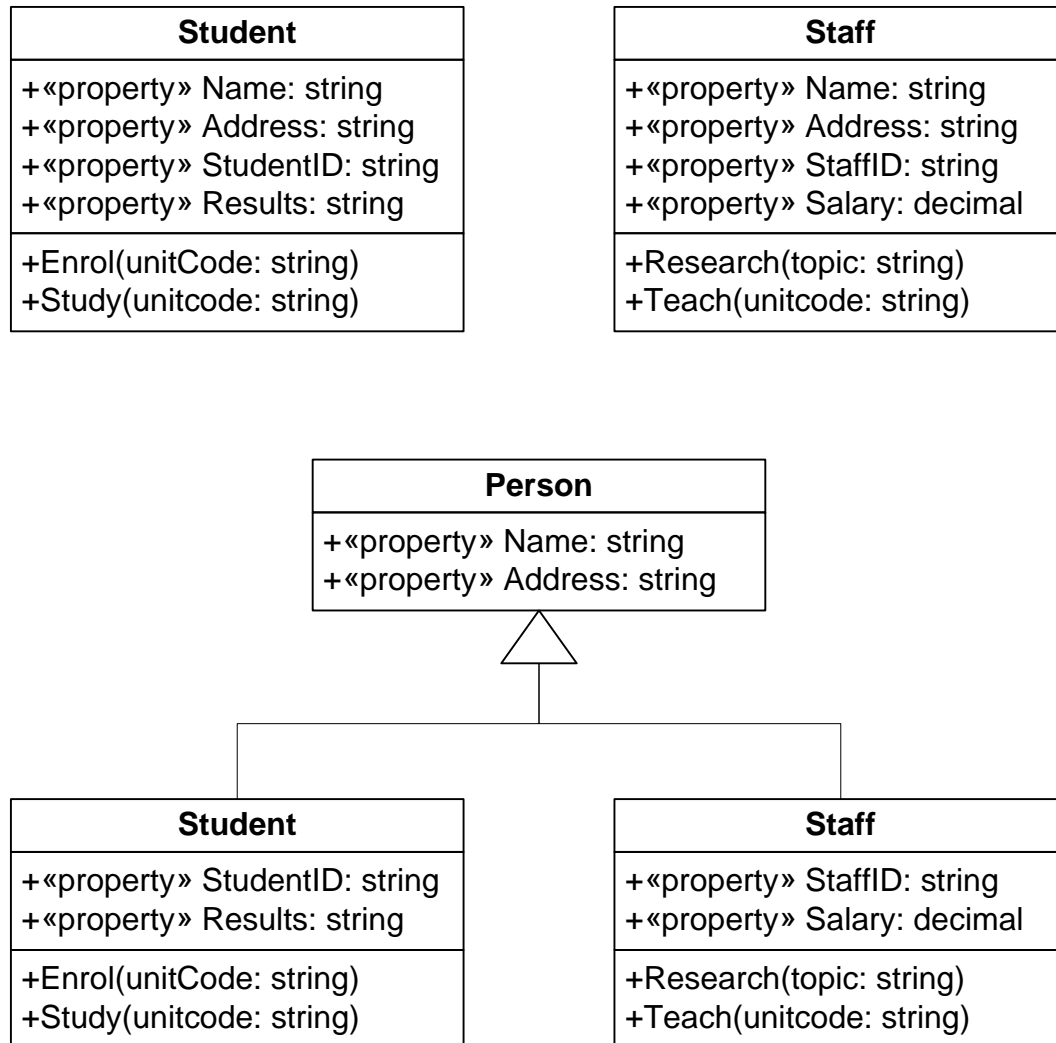 Student
+«property» Name: string
+«property» Address: string
+«property» StudentID: string
+«property» Results: string
+Enrol(unitCode: string)
+Study(unitcode: string)
Staff
+«property» Name: string
+«property» Address: string
+«property» StaffID: string
+«property» Salary: decimal
+Research(topic: string)
+Teach(unitcode: string)
Person
+«property» Name: string
+«property» Address: string
Student
+«property» StudentID: string
+«property» Results: string
+Enrol(unitCode: string)
+Study(unitcode: string)
Staff
+«property» StaffID: string
+«property» Salary: decimal
+Research(topic: string)
+Teach(unitcode: string)